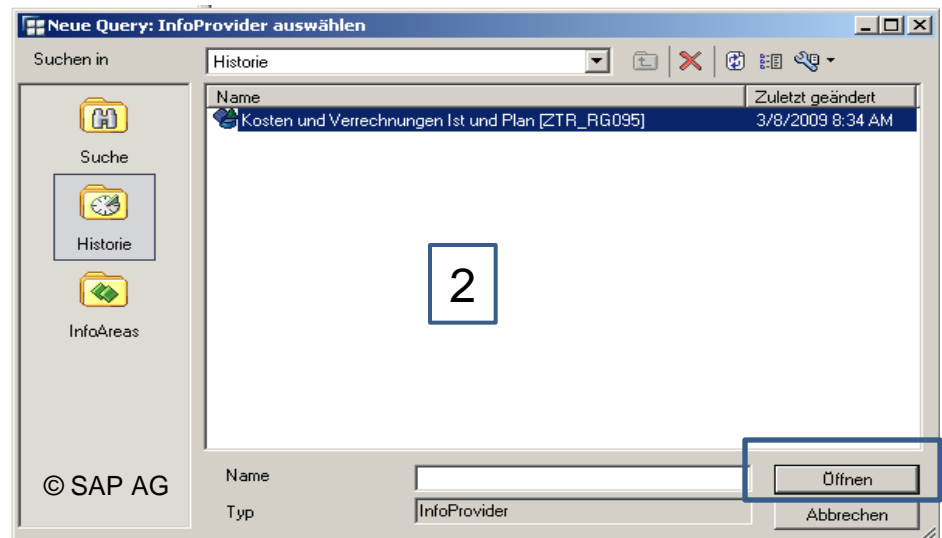 Neue Query: InfoProvider auswählen
Suchen in
Historie
Name Zuletzt geändert
Kosten und Verrechnungen Ist und Plan [ZTR_RG095] 3/8/2009 8:34 AM
Suche
Historie
InfoAreas
2
© SAP AG
Name
Öffnen
Typ InfoProvider
Abbrechen